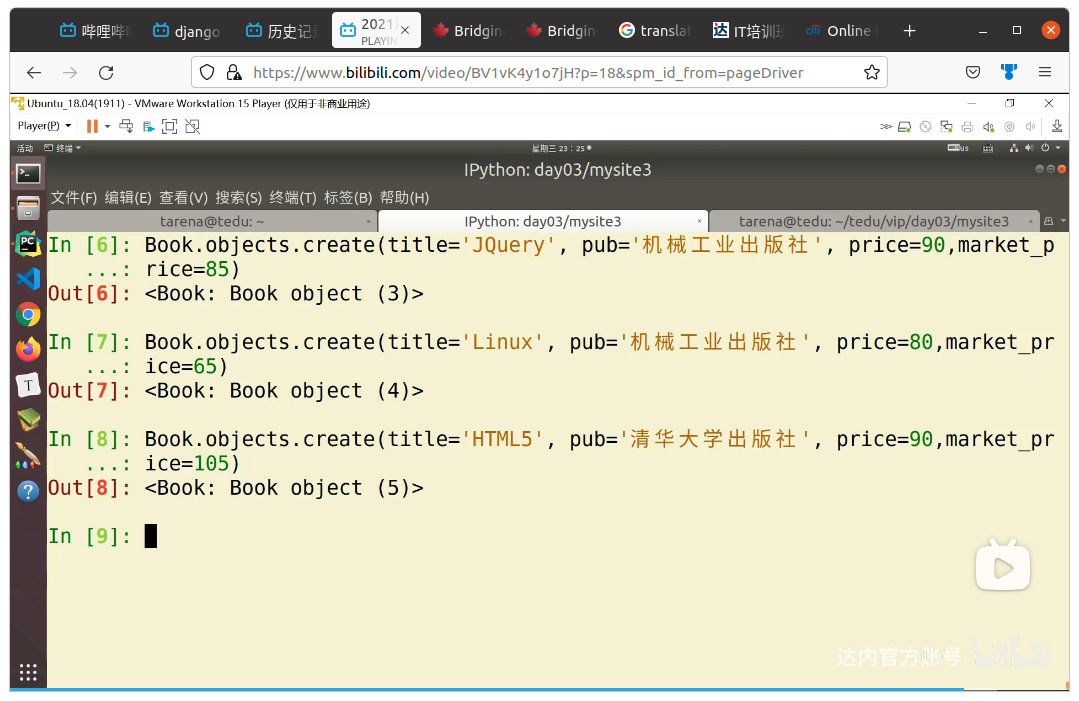 哔哩哔哩
django
历史记录
2021
PLAYIN
Bridgin
Bridgin
translat
IT培训班
Online
https://www.bilibili.com/video/BV1vK4y1o7jH?p=18&spm_id_from=pageDriver
Ubuntu_18.04(1911) - VMware Workstation 15 Player (仅用于非商业用途)
Player(P)
活动 终端 星期三 23:25
IPython: day03/mysite3
文件(F) 编辑(E) 查看(V) 搜索(S) 终端(T) 标签(B) 帮助(H)
tarena@tedu: ~ IPython: day03/mysite3 tarena@tedu: ~/tedu/vip/day03/mysite3
In [6]: Book.objects.create(title='JQuery', pub='机械工业出版社', price=90,market_p
...: rice=85)
Out[6]: <Book: Book object (3)>
In [7]: Book.objects.create(title='Linux', pub='机械工业出版社', price=80,market_pr
...: ice=65)
Out[7]: <Book: Book object (4)>
In [8]: Book.objects.create(title='HTML5', pub='清华大学出版社', price=90,market_pr
...: ice=105)
Out[8]: <Book: Book object (5)>
In [9]:
达内官方账号